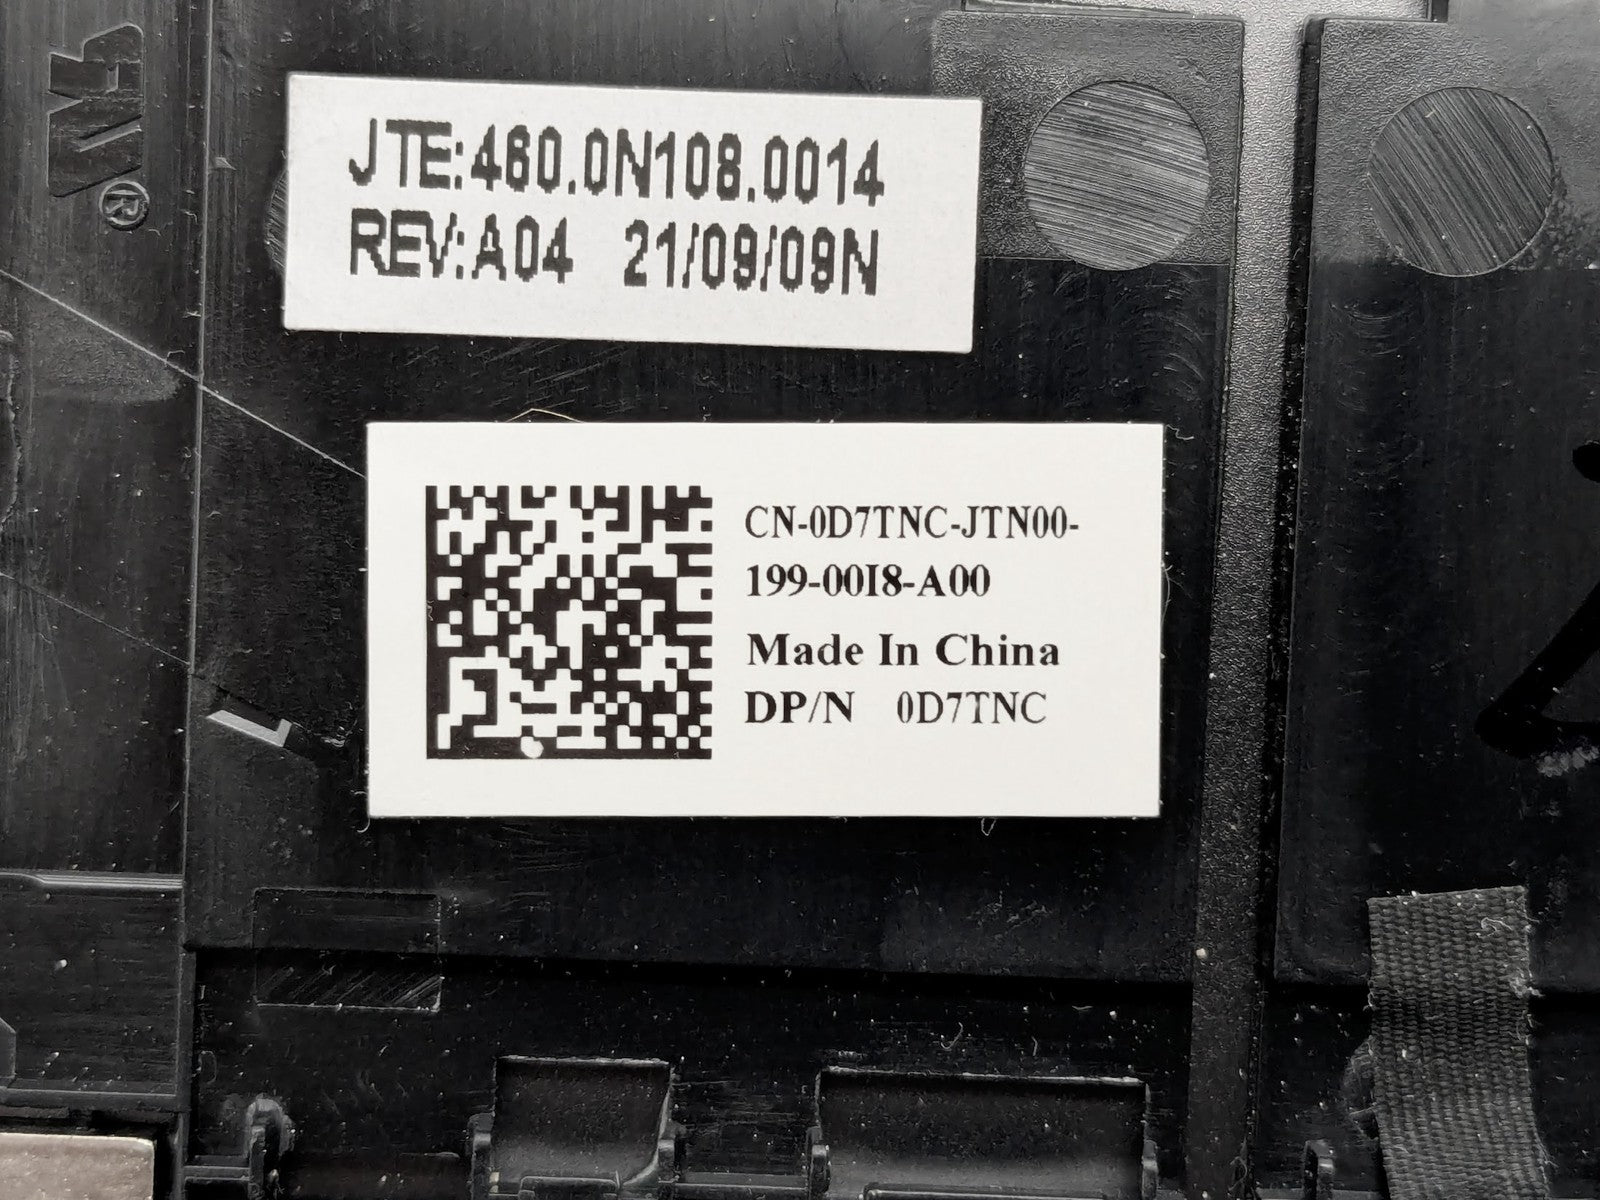 JTE:460.0N108.0014
REV:A04 21/09/09N
CN-0D7TNC-JTN00-
199-00I8-A00
Made In China
DP/N 0D7TNC